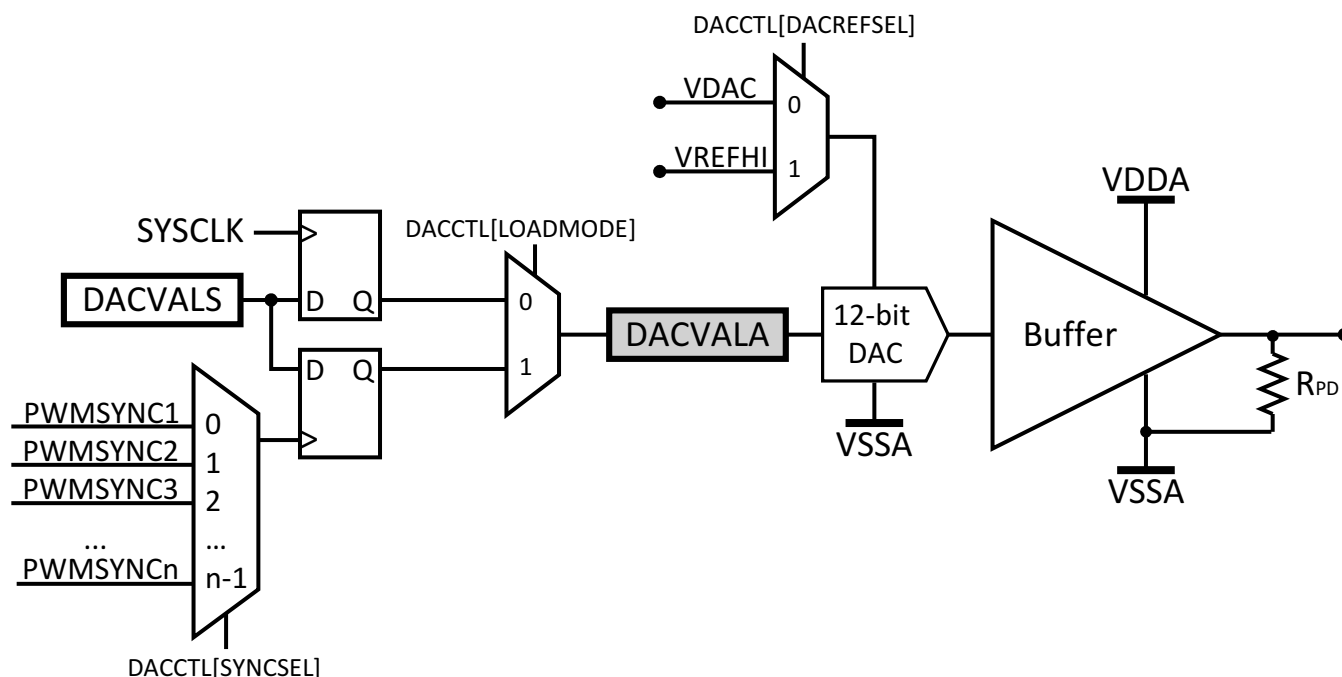 DACCTL[DACREFSEL]
VDAC
0
VREFHI
1
VDDA
SYSCLK
DACCTL[LOADMODE]
DACVALS
D Q
0
DACVALA
12-bit
DAC
Buffer
D Q
1
RPD
PWMSYNC1
0
PWMSYNC2
1
PWMSYNC3
2
VSSA
VSSA
...
...
PWMSYNCn
n-1
DACCTL[SYNCSEL]